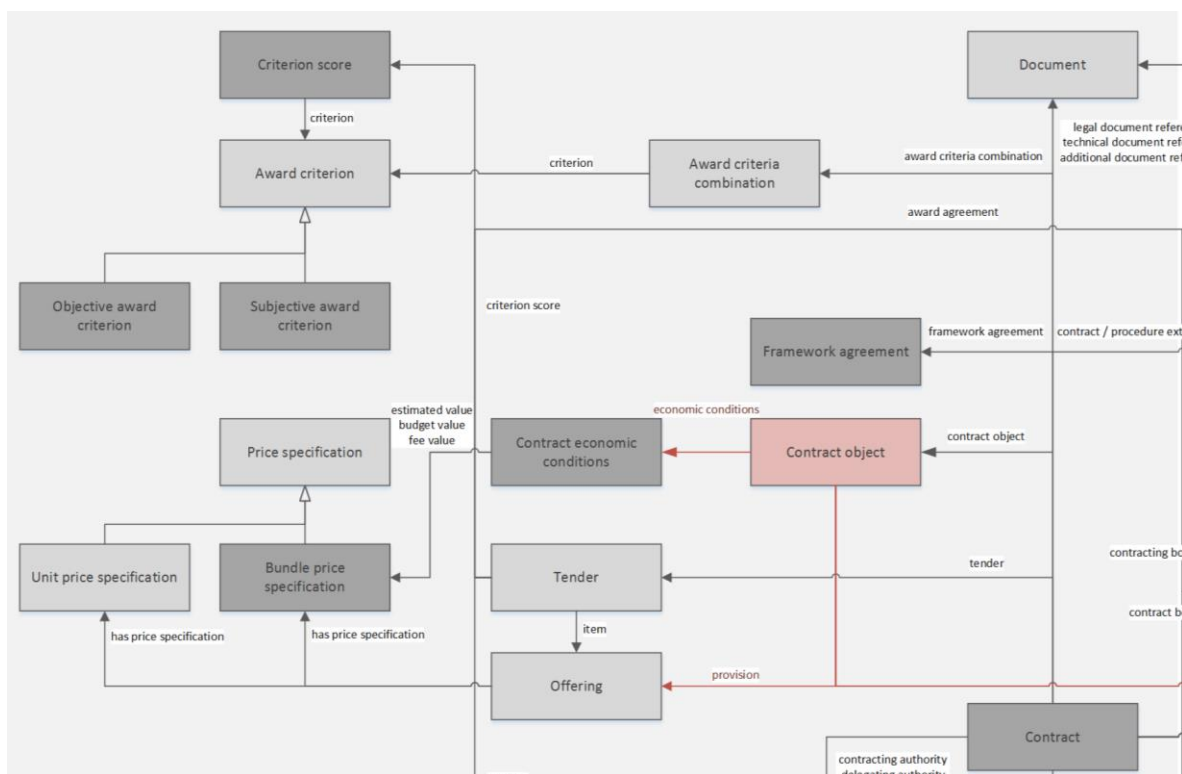 Criterion score
Document
criterion
legal document refere
technical document refe
additional document ref
Award criterion
criterion
Award criteria
combination
award criteria combination
award agreement
Objective award
criterion
Subjective award
criterion
criterion score
Framework agreement
framework agreement
contract / procedure ext
estimated value
budget value
fee value
economic conditions
Price specification
Contract economic
conditions
Contract object
contract object
Unit price specification
Bundle price
specification
Tender
tender
contracting bo
has price specification
has price specification
item
contract b
Offering
provision
Contract
contracting authority
delegating authority